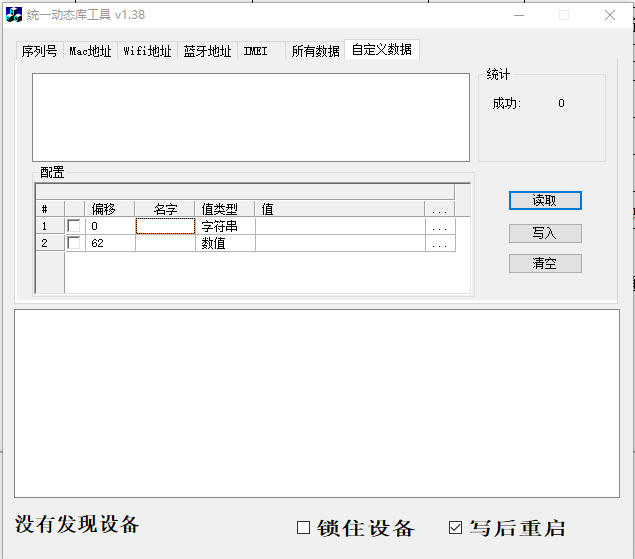 统一动态库工具 v1.38
序列号 Mac地址 Wifi地址 蓝牙地址 IMEI 所有数据 自定义数据
统计
成功: 0
配置
# 偏移 名字 值类型 值 ...
1 0 字符串 ...
2 62 数值 ...
读取
写入
清空
没有发现设备 锁住设备 写后重启